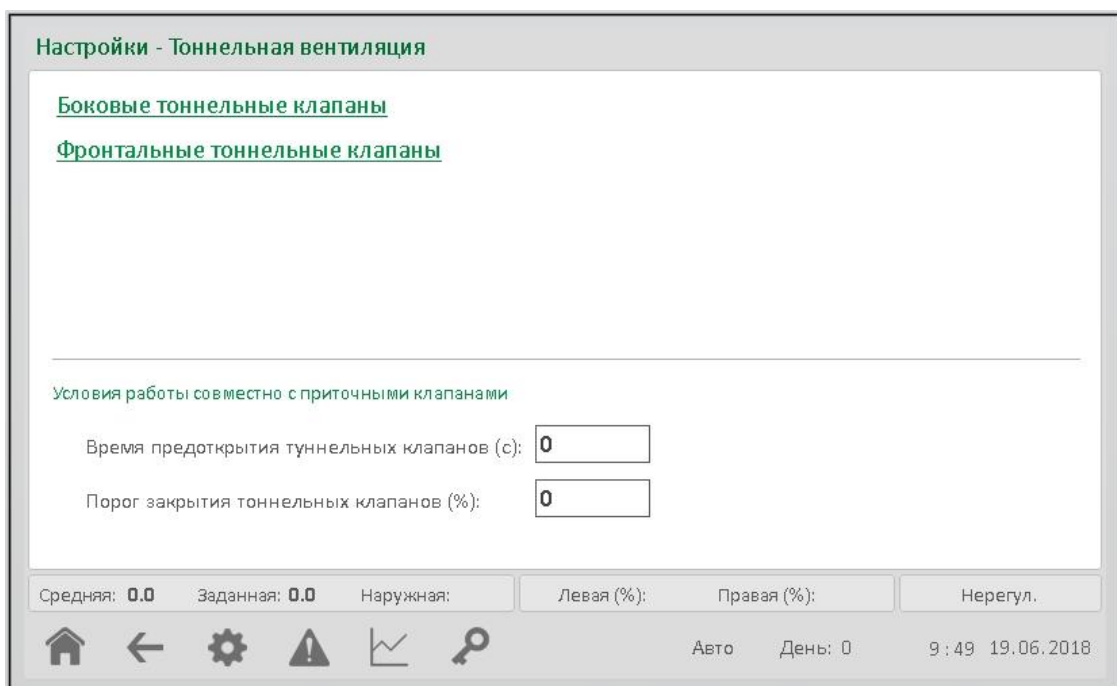 Настройки - Тоннельная вентиляция
Боковые тоннельные клапаны
Фронтальные тоннельные клапаны
Условия работы совместно с приточными клапанами
Время предоткрытия туннельных клапанов (с): 0
Порог закрытия тоннельных клапанов (%): 0
Средняя: 0.0 Заданная: 0.0 Наружная: Левая (%): Правая (%): Нерегул.
Авто День: 0 9:49 19.06.2018